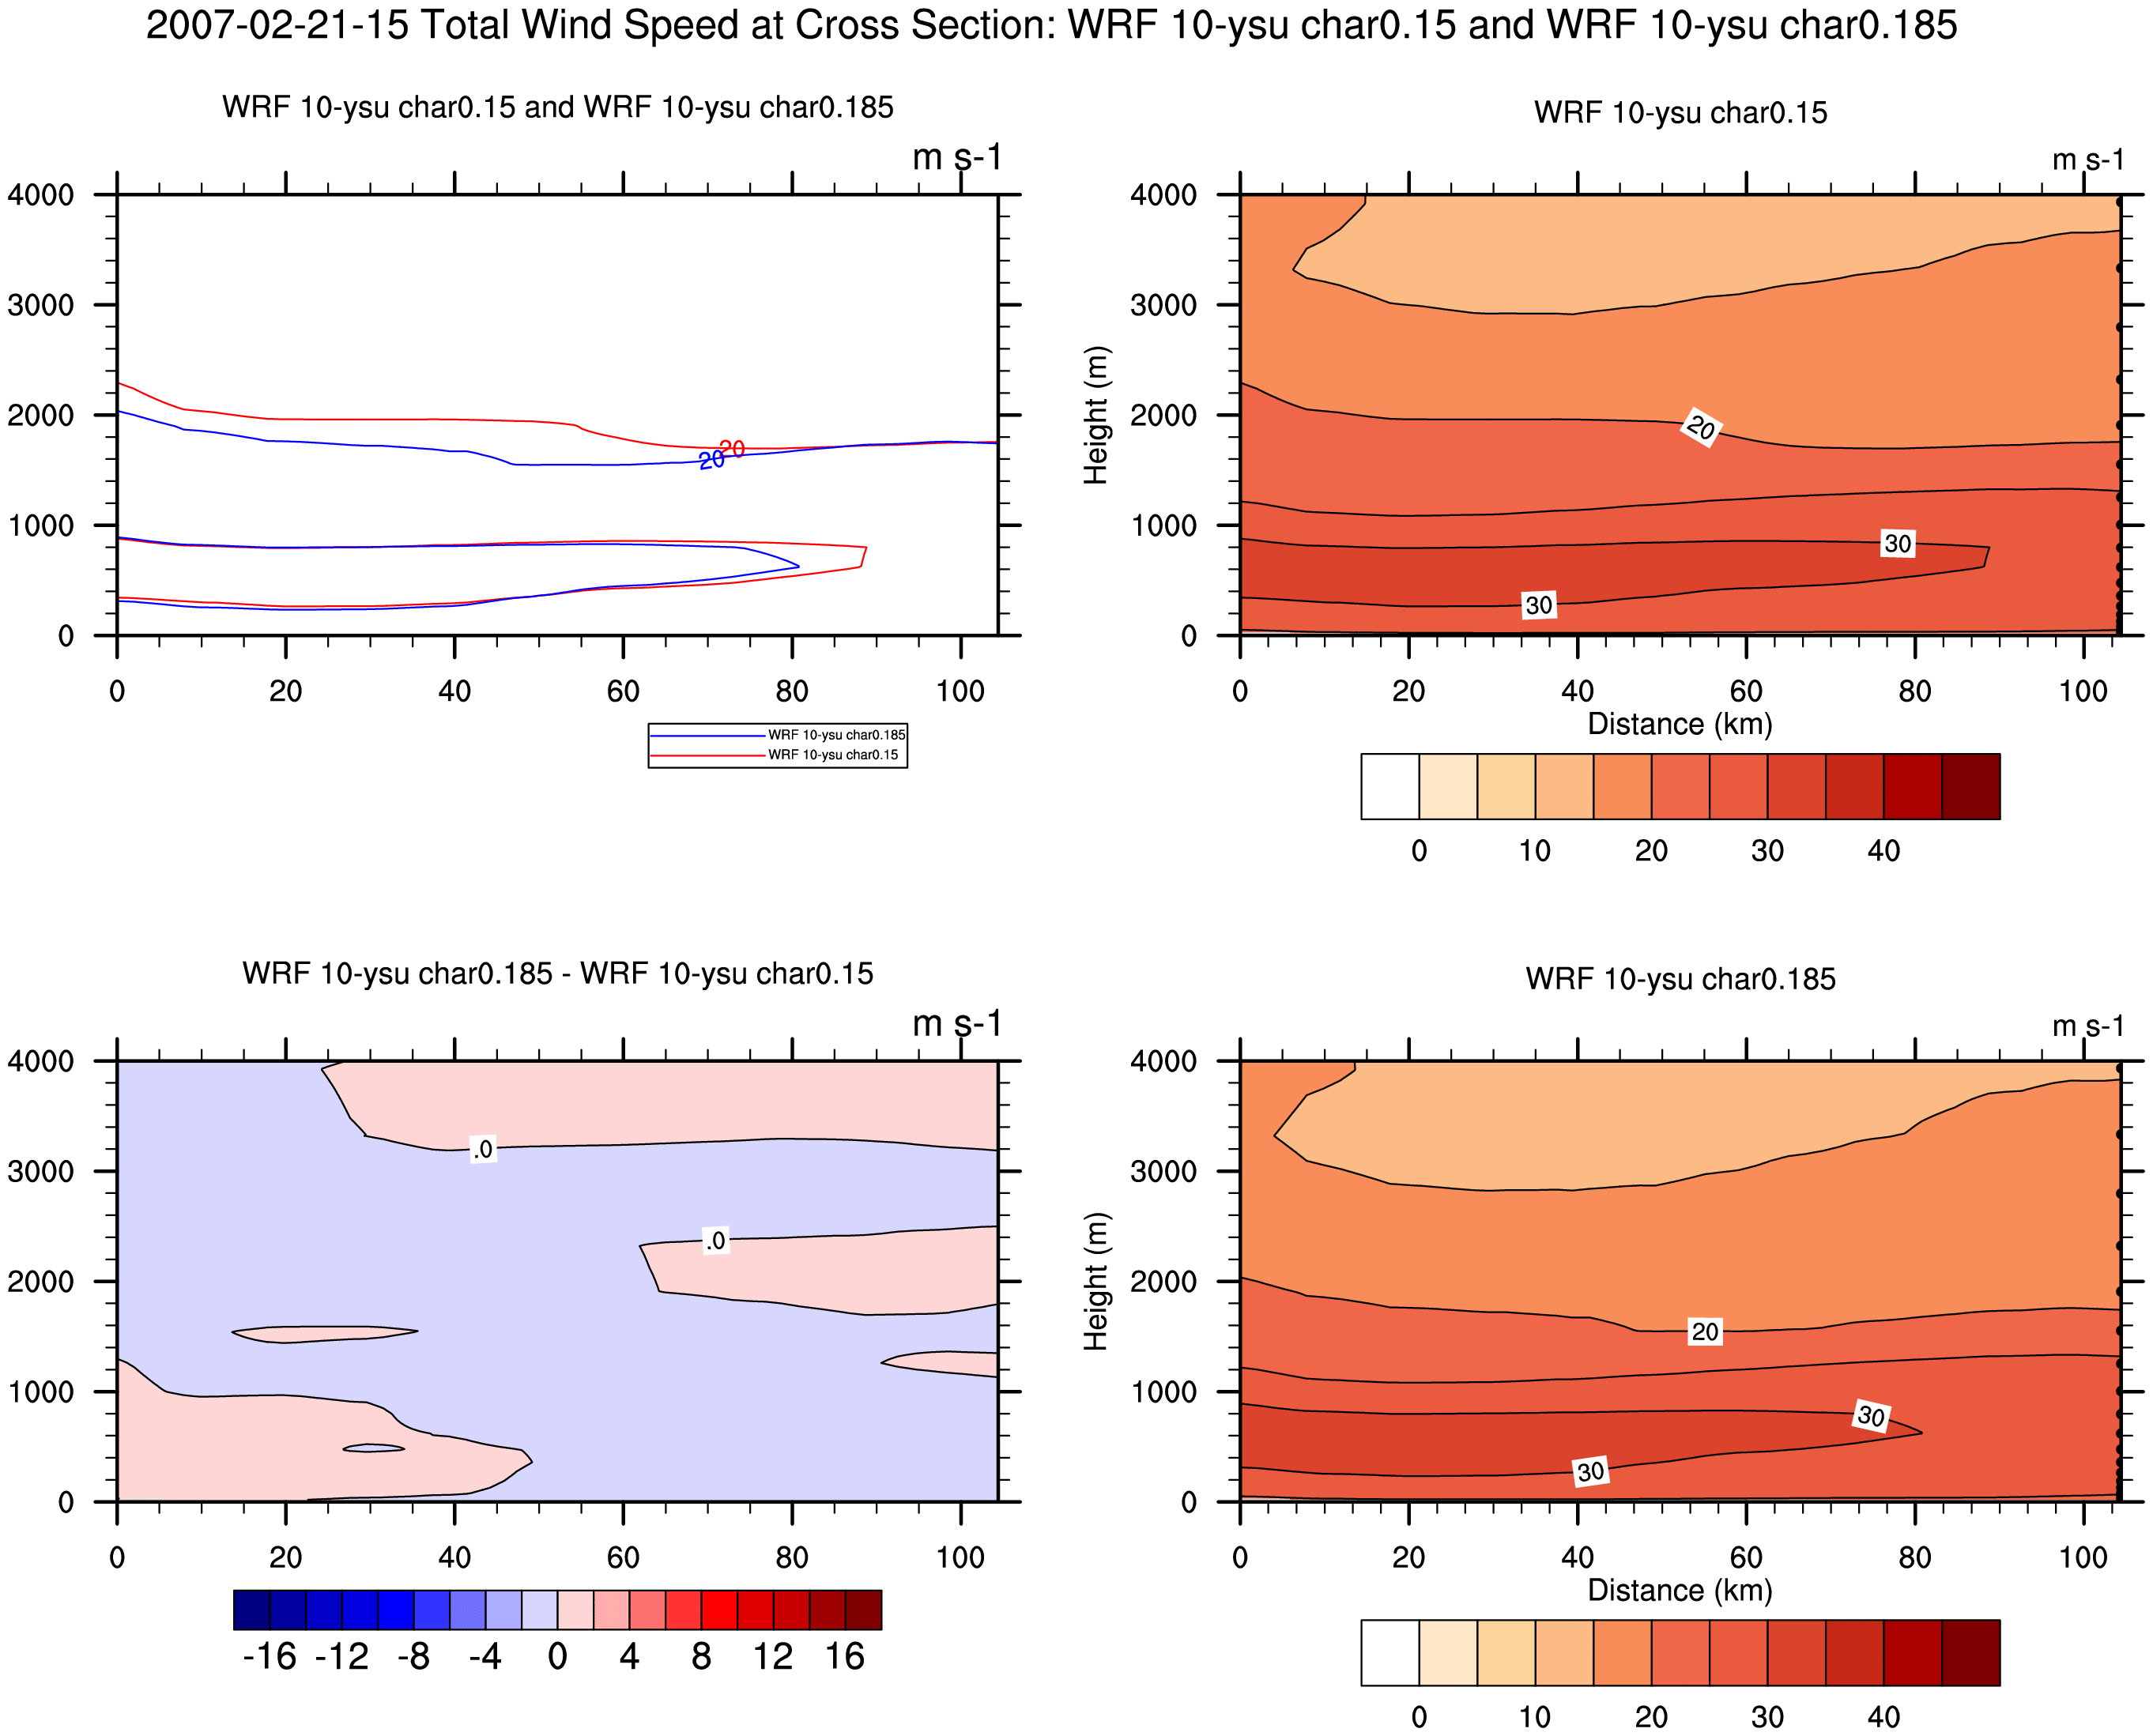 2007-02-21-15 Total Wind Speed at Cross Section: WRF 10-ysu char0.15 and WRF 10-ysu char0.185
WRF 10-ysu char0.15 and WRF 10-ysu char0.185
m s-1
4000
3000
2000
1000
0
20
20
0 20 40 60 80 100
WRF 10-ysu char0.185
WRF 10-ysu char0.15
WRF 10-ysu char0.15
m s-1
Height (m)
4000
3000
2000
1000
0
20
30
30
0 20 40 60 80 100
Distance (km)
0 10 20 30 40
WRF 10-ysu char0.185 - WRF 10-ysu char0.15
m s-1
4000
3000
2000
1000
0
.0
.0
0 20 40 60 80 100
-16 -12 -8 -4 0 4 8 12 16
WRF 10-ysu char0.185
m s-1
Height (m)
4000
3000
2000
1000
0
20
30
30
0 20 40 60 80 100
Distance (km)
0 10 20 30 40